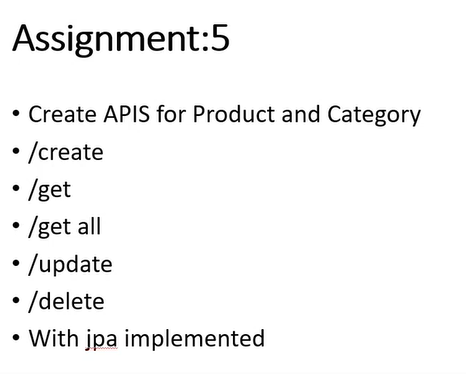 Assignment:5
• Create APIS for Product and Category
• /create
• /get
• /get all
• /update
• /delete
• With jpa implemented